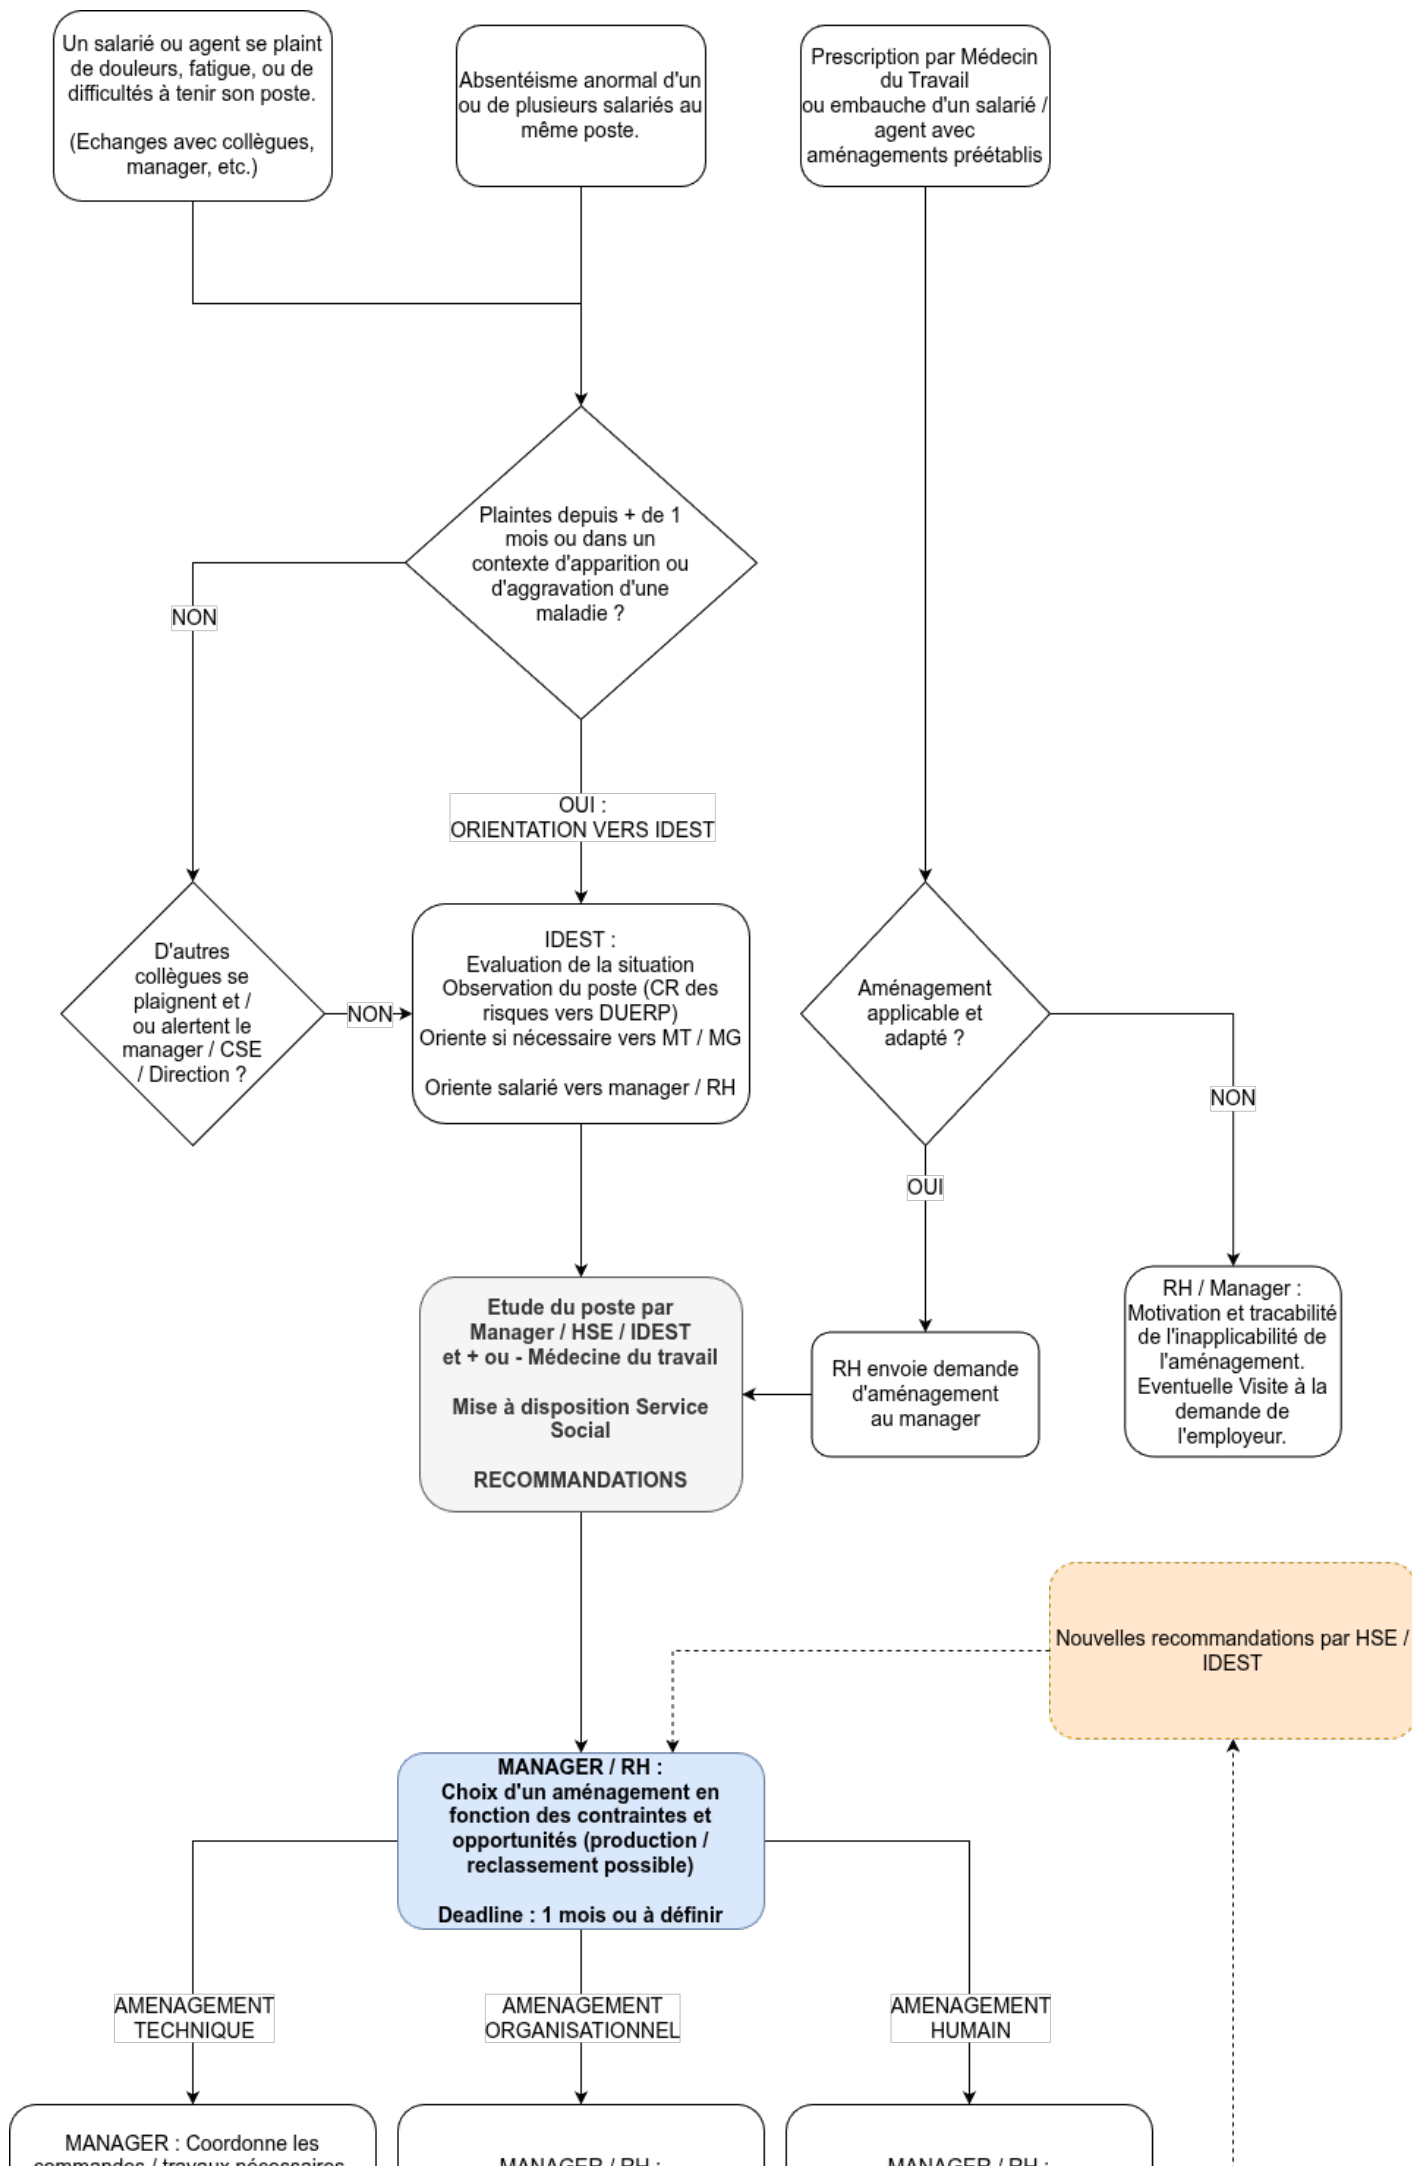 Un salarié ou agent se plaint
de douleurs, fatigue, ou de
difficultés à tenir son poste.
(Echanges avec collègues,
manager, etc.)
Absentéisme anormal d'un
ou de plusieurs salariés au
même poste.
Prescription par Médecin
du Travail
ou embauche d'un salarié /
agent avec
aménagements préétablis
Plaintes depuis + de 1
mois ou dans un
contexte d'apparition ou
d'aggravation d'une
maladie ?
NON
OUI :
ORIENTATION VERS IDEST
D'autres
collègues se
plaignent et /
ou alertent le
manager / CSE
/ Direction ?
NON
IDEST :
Evaluation de la situation
Observation du poste (CR des
risques vers DUERP)
Oriente si nécessaire vers MT / MG
Oriente salarié vers manager / RH
Aménagement
applicable et
adapté ?
NON
OUI
Etude du poste par
Manager / HSE / IDEST
et + ou - Médecine du travail
Mise à disposition Service
Social
RECOMMANDATIONS
RH envoie demande
d'aménagement
au manager
RH / Manager :
Motivation et tracabilité
de l'inapplicabilité de
l'aménagement.
Eventuelle Visite à la
demande de
l'employeur.
Nouvelles recommandations par HSE /
IDEST
MANAGER / RH :
Choix d'un aménagement en
fonction des contraintes et
opportunités (production /
reclassement possible)
Deadline : 1 mois ou à définir
AMENAGEMENT
TECHNIQUE
AMENAGEMENT
ORGANISATIONNEL
AMENAGEMENT
HUMAIN
MANAGER : Coordonne les
commandes / travaux nécessaires
MANAGER / RH :
MANAGER / RH :